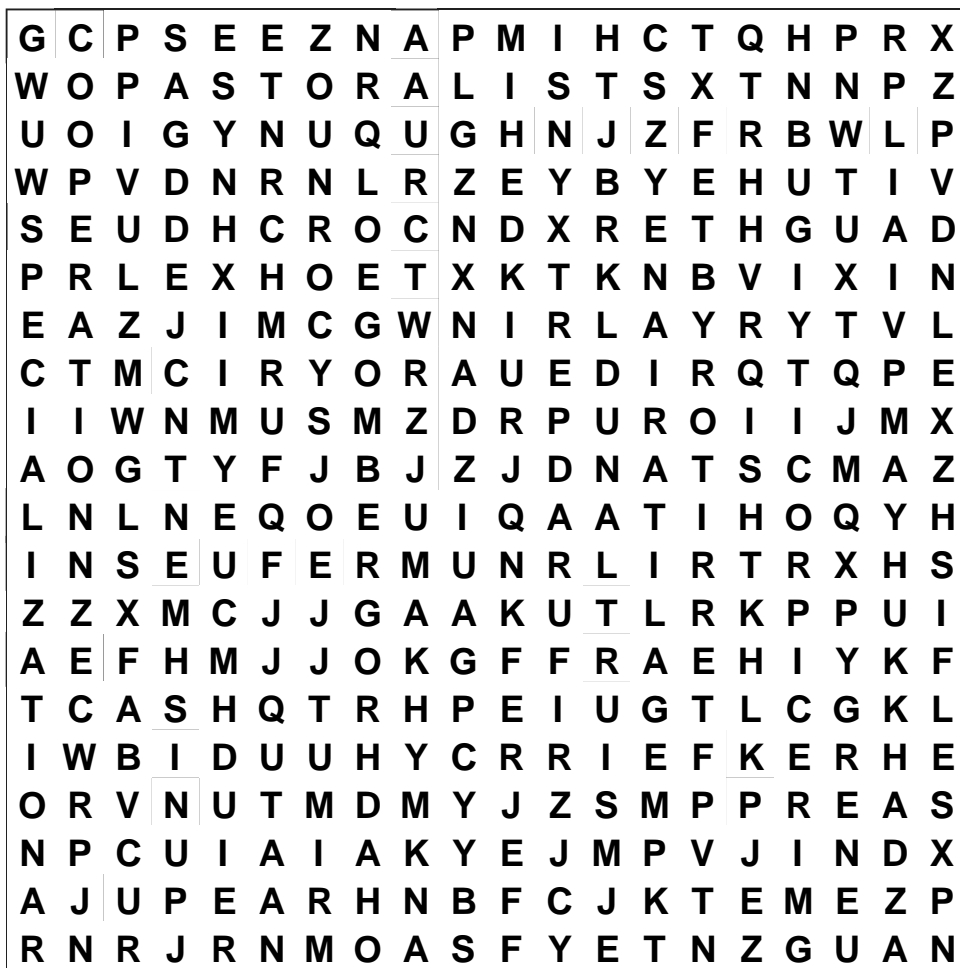 G C P S E E Z N A P M I H C T Q H P R X
W O P A S T O R A L I S T S X T N N P Z
U O I G Y N U Q U G H N J Z F R B W L P
W P V D N R N L R Z E Y B Y E H U T I V
S E U D H C R O C N D X R E T H G U A D
P R L E X H O E T X K T K N B V I X I N
E A Z J I M C G W N I R L A Y R Y T V L
C T M C I R Y O R A U E D I R Q T Q P E
I I W N M U S M Z D R P U R O I I J M X
A O G T Y F J B J Z J D N A T S C M A Z
L N L N E Q O E U I Q A A T I H O Q Y H
I N S E U F E R M U N R L I R T R X H S
Z Z X M C J J G A A K U T L R K P P U I
A E F H M J J O K G F F R A E H I Y K F
T C A S H Q T R H P E I U G T L C G K L
I W B I D U U H Y C R R I E F K E R H E
O R V N U T M D M Y J Z S M P P R E A S
N P C U I A I A K Y E J M P V J I N D X
A J U P E A R H N B F C J K T E M E Z P
R N R J R N M O A S F Y E T N Z G U A N